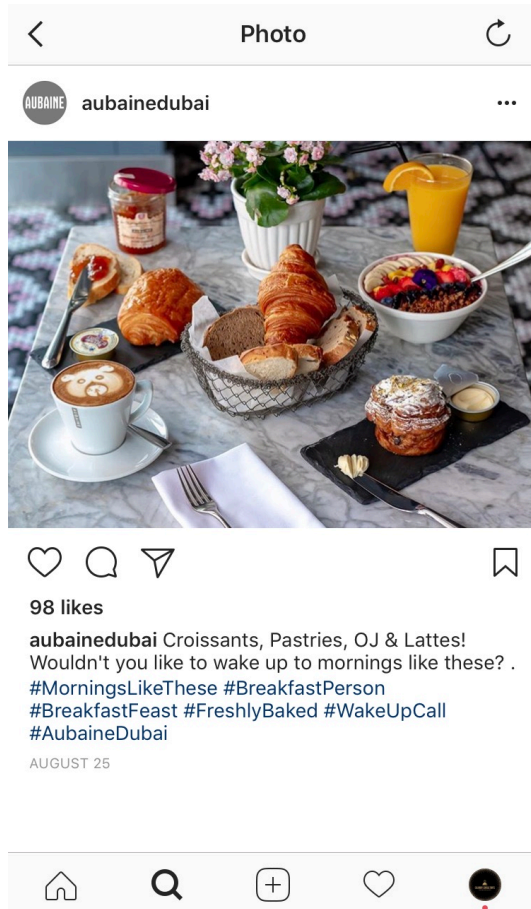 Photo
AUBAINE
aubainedubai
98 likes
aubainedubai Croissants, Pastries, OJ & Lattes!
Wouldn't you like to wake up to mornings like these? .
#MorningsLikeThese #BreakfastPerson
#BreakfastFeast #FreshlyBaked #WakeUpCall
#AubaineDubai
AUGUST 25